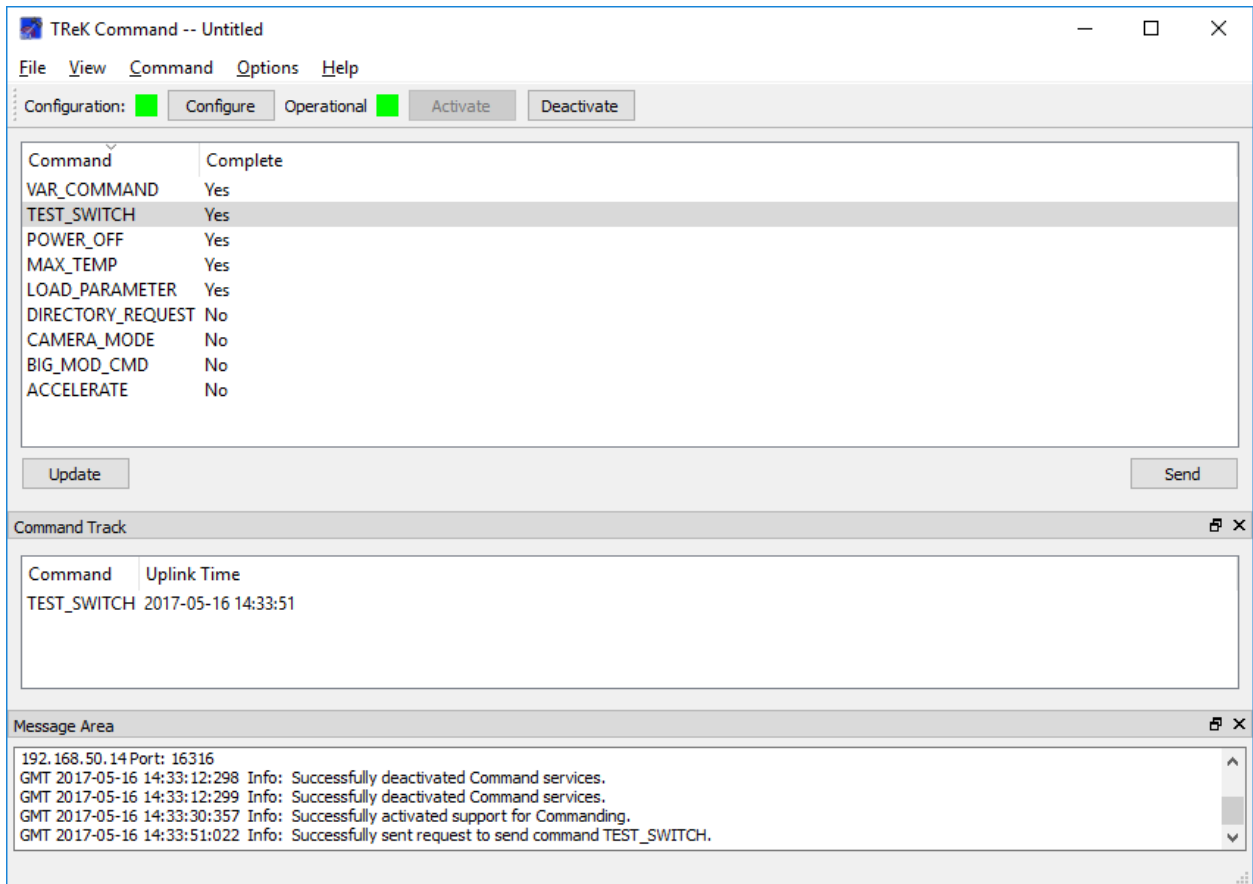 TReK Command -- Untitled
File View Command Options Help
Configuration: Configure Operational Activate Deactivate
Command Complete
VAR_COMMAND Yes
TEST_SWITCH Yes
POWER_OFF Yes
MAX_TEMP Yes
LOAD_PARAMETER Yes
DIRECTORY_REQUEST No
CAMERA_MODE No
BIG_MOD_CMD No
ACCELERATE No
Update Send
Command Track
Command Uplink Time
TEST_SWITCH 2017-05-16 14:33:51
Message Area
192.168.50.14 Port: 16316
GMT 2017-05-16 14:33:12:298 Info: Successfully deactivated Command services.
GMT 2017-05-16 14:33:12:299 Info: Successfully deactivated Command services.
GMT 2017-05-16 14:33:30:357 Info: Successfully activated support for Commanding.
GMT 2017-05-16 14:33:51:022 Info: Successfully sent request to send command TEST_SWITCH.